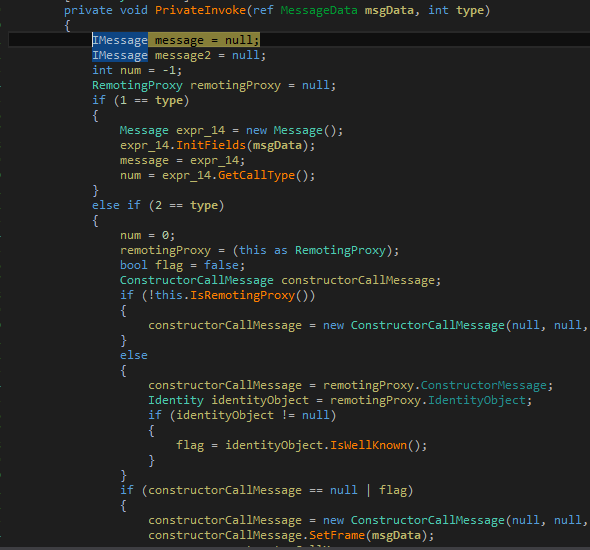 private void PrivateInvoke(ref MessageData msgData, int type)
{
IMessage message = null;
IMessage message2 = null;
int num = -1;
RemotingProxy remotingProxy = null;
if (1 == type)
{
Message expr_14 = new Message();
expr_14.InitFields(msgData);
message = expr_14;
num = expr_14.GetCallType();
}
else if (2 == type)
{
num = 0;
remotingProxy = (this as RemotingProxy);
bool flag = false;
ConstructorCallMessage constructorCallMessage;
if (!this.IsRemotingProxy())
{
constructorCallMessage = new ConstructorCallMessage(null, null,
}
else
{
constructorCallMessage = remotingProxy.ConstructorMessage;
Identity identityObject = remotingProxy.IdentityObject;
if (identityObject != null)
{
flag = identityObject.IsWellKnown();
}
}
if (constructorCallMessage == null | flag)
{
constructorCallMessage = new ConstructorCallMessage(null, null,
constructorCallMessage.SetFrame(msgData);